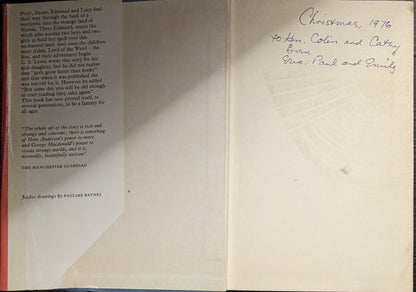 Peter, Susan, Edmund and Lucy find
their way through the back of a
wardrobe into the strange land of
Narnia. There Edmund, meets the
witch who needed two boys and two
girls to hold her spell over this
enchanted land. And soon the children
meet Aslan, Lord of the Wood – the
lion, and their adventures begin.
C. S. Lewis wrote this story for his
god daughter, but he did not realise
that, "girls grow faster than books"
and that when it was published she
was too old for it. However he added
"But some day you will be old enough
to start reading fairy tales again".
This book has now proved itself, to
several generations, to be a fantasy for
all ages.
"The whole air of the story is rich and
strange and coherent; there is something
of Hans Andersen's power to move
and George Macdonald's power to
create strange worlds, and it is,
naturally, beautifully written".
THE MANCHESTER GUARDIAN
Jacket drawings by PAULINE BAYNES
Christmas, 1976
to Ian, Colin and Cathy
from
Eric, Paul and Emily